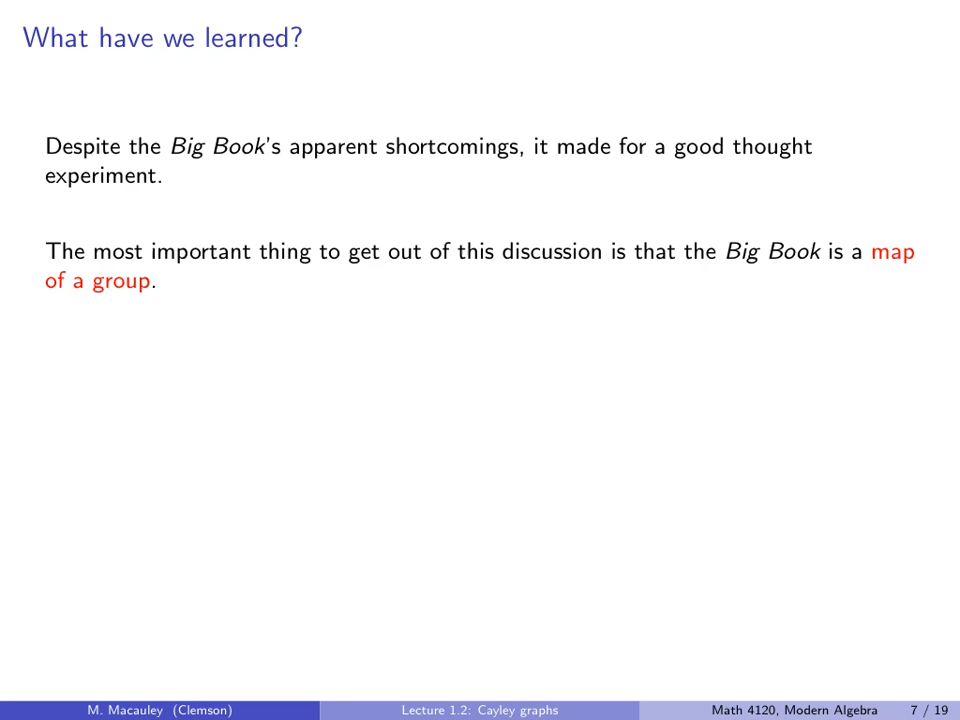 What have we learned?
Despite the Big Book's apparent shortcomings, it made for a good thought
experiment.
The most important thing to get out of this discussion is that the Big Book is a map
of a group.
M. Macauley (Clemson)
Lecture 1.2: Cayley graphs
Math 4120, Modern Algebra
7 / 19